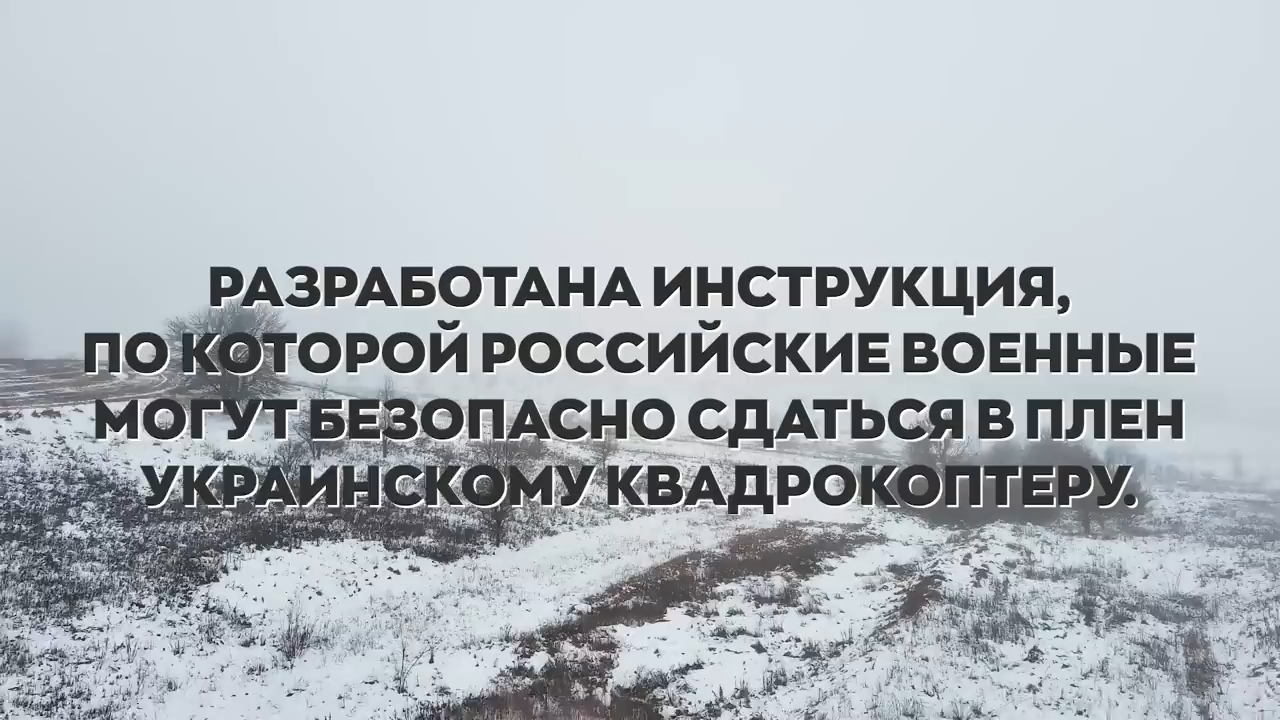 РАЗРАБОТАНА ИНСТРУКЦИЯ,
ПО КОТОРОЙ РОССИЙСКИЕ ВОЕННЫЕ
МОГУТ БЕЗОПАСНО СДАТЬСЯ В ПЛЕН
УКРАИНСКОМУ КВАДРОКОПТЕРУ.